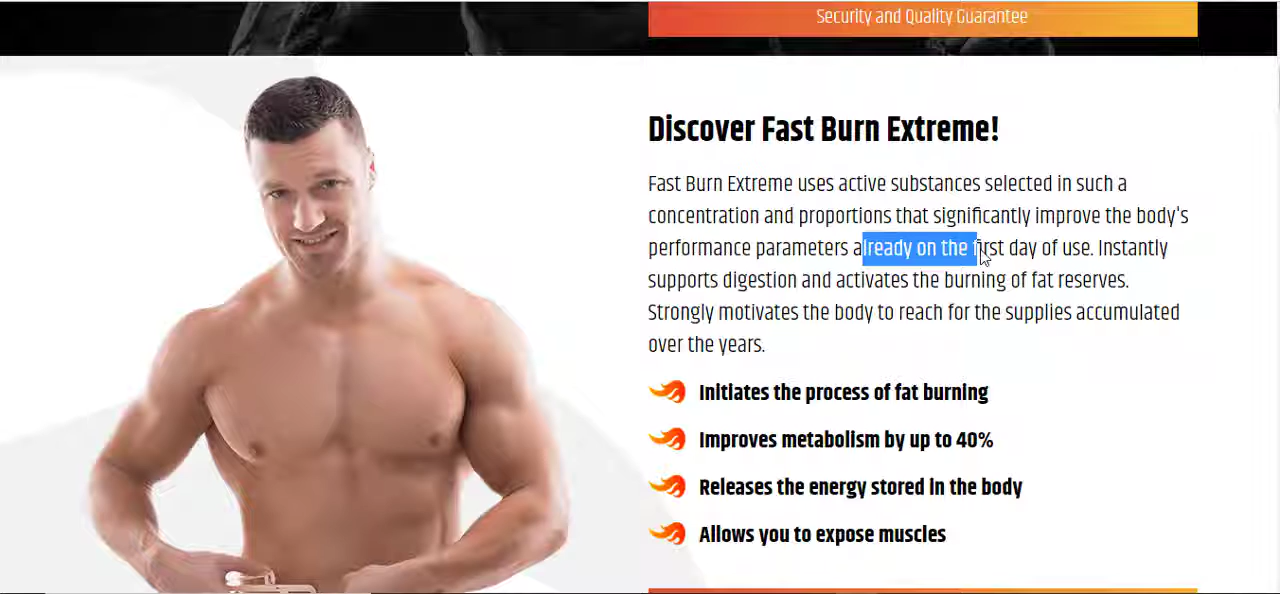 Security and Quality Guarantee
Discover Fast Burn Extreme!
Fast Burn Extreme uses active substances selected in such a
concentration and proportions that significantly improve the body's
performance parameters already on the first day of use. Instantly
supports digestion and activates the burning of fat reserves.
Strongly motivates the body to reach for the supplies accumulated
over the years.
Initiates the process of fat burning
Improves metabolism by up to 40%
Releases the energy stored in the body
Allows you to expose muscles